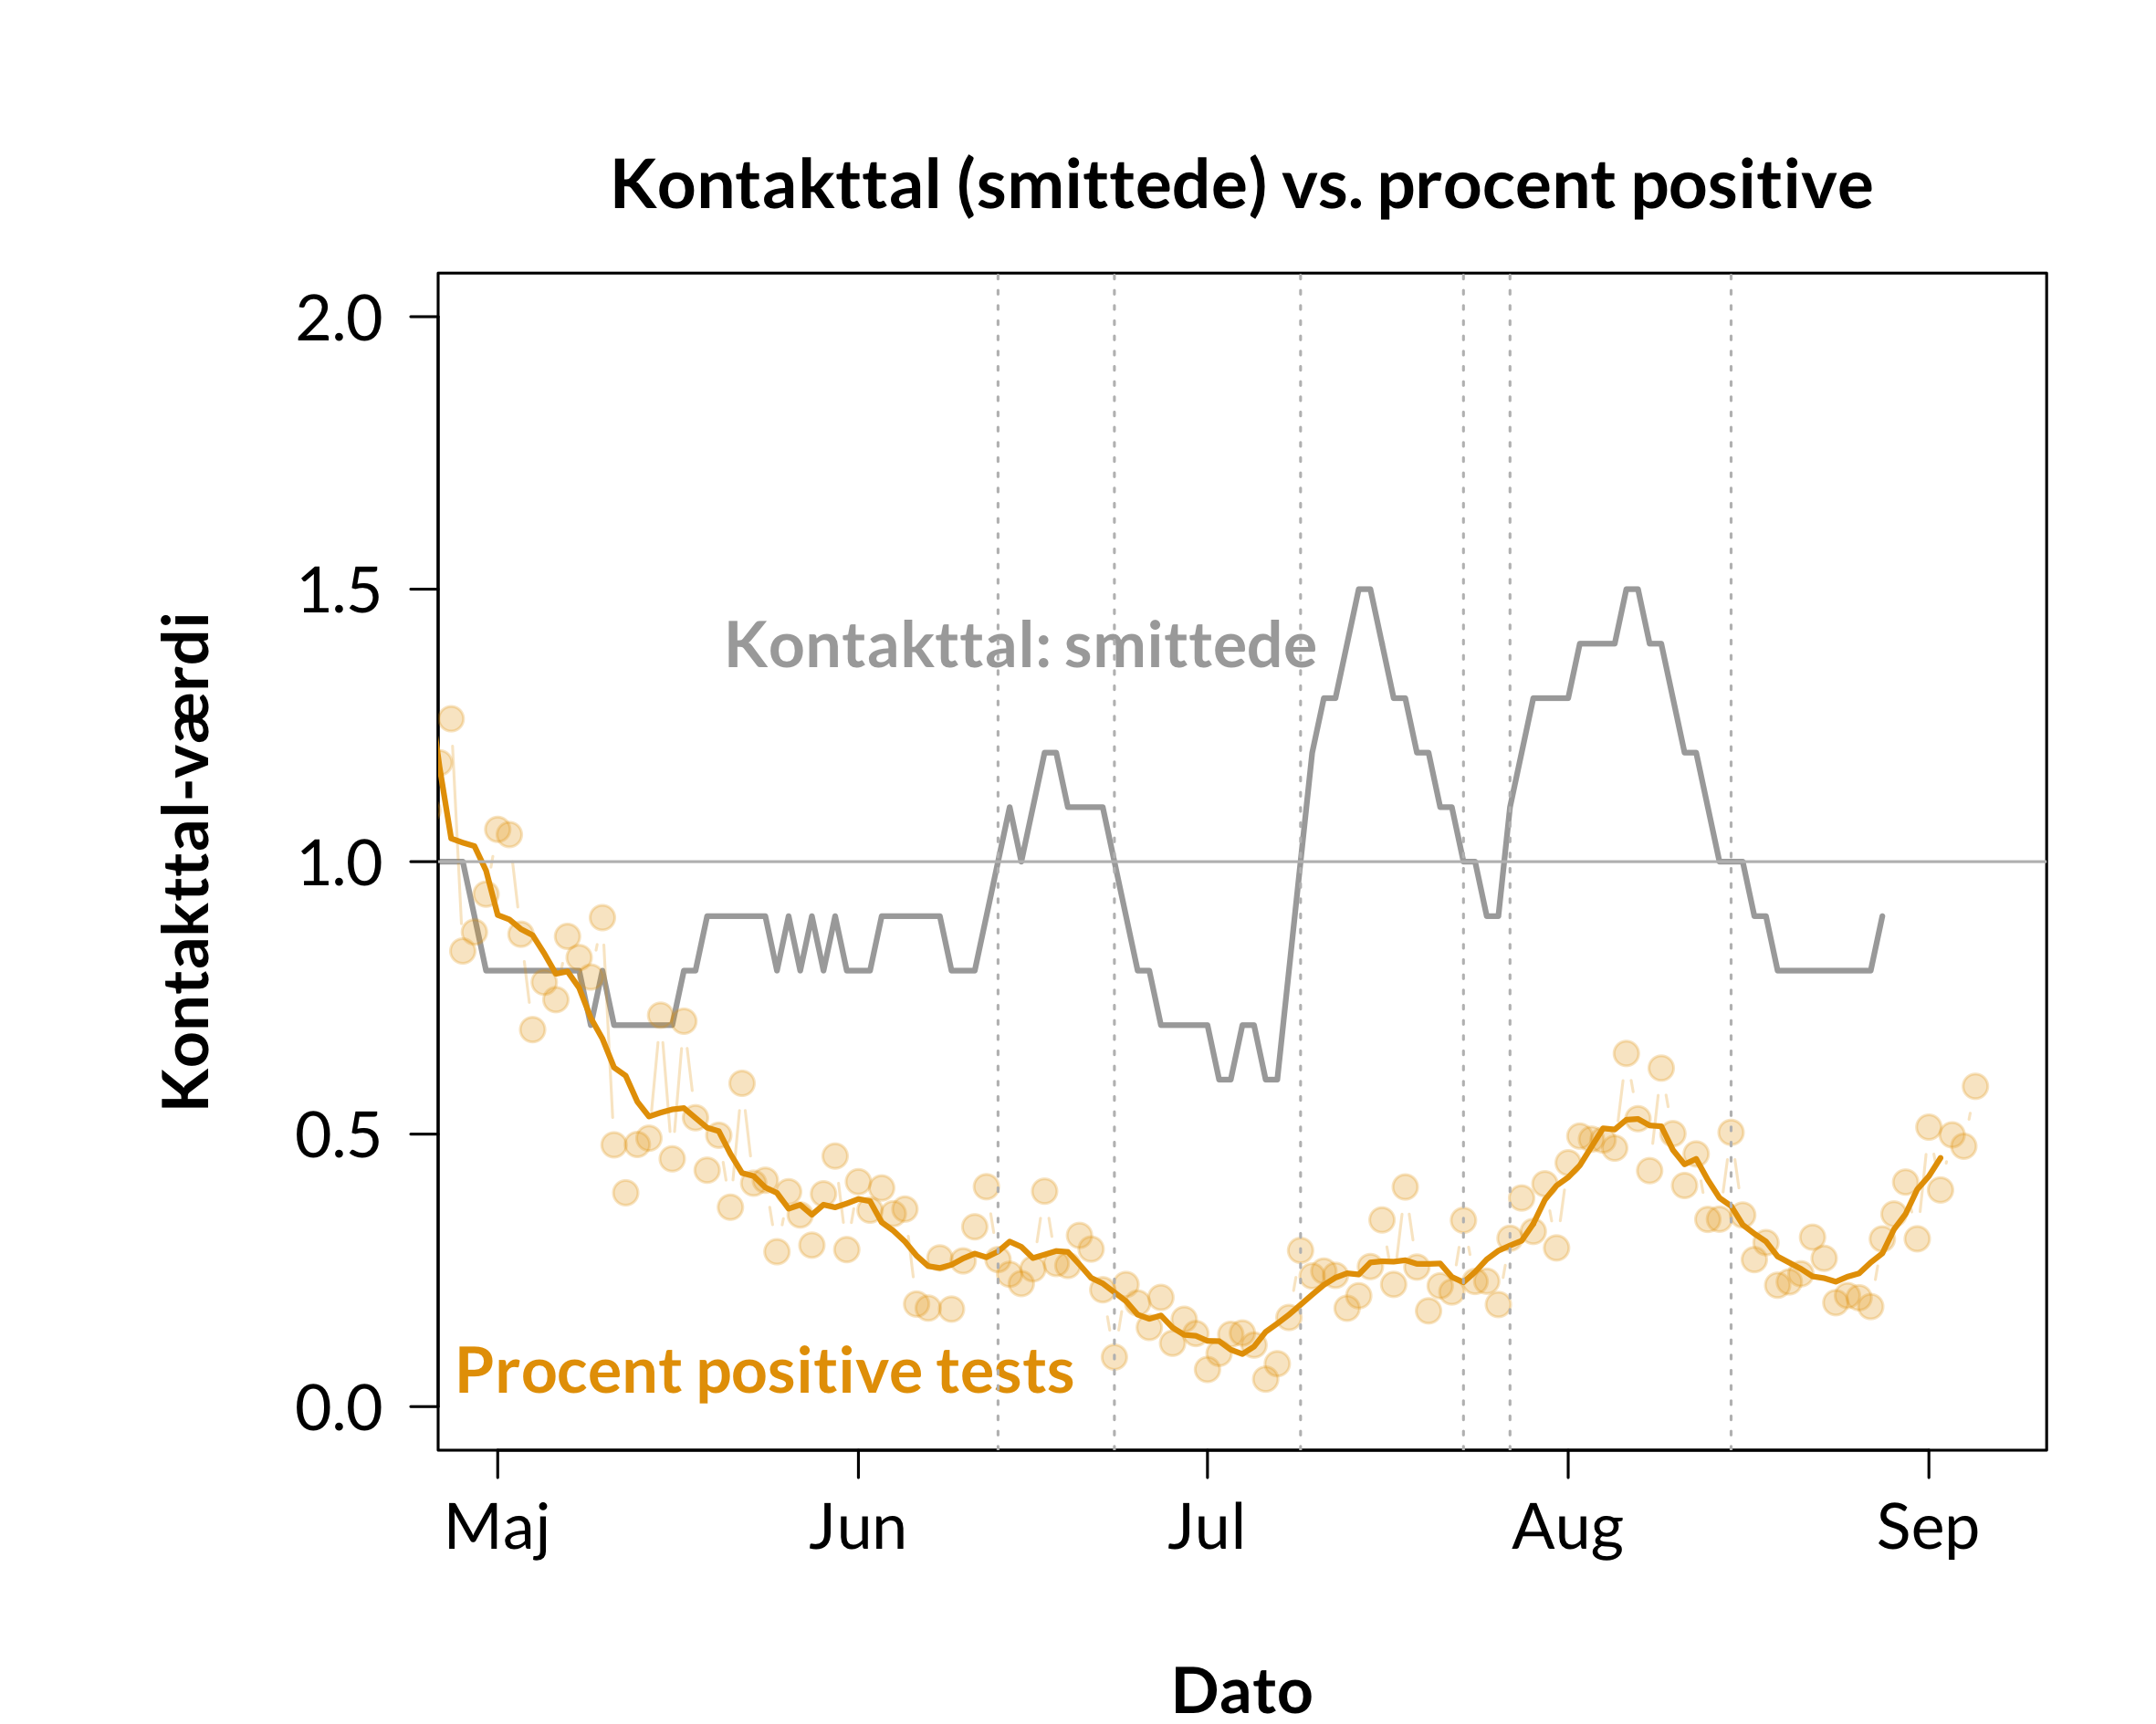 Kontakttal (smittede) vs. procent positive
Kontakttal-værdi
2.0
1.5
1.0
0.5
0.0
Kontakttal: smittede
Procent positive tests
Maj Jun Jul Aug Sep
Dato